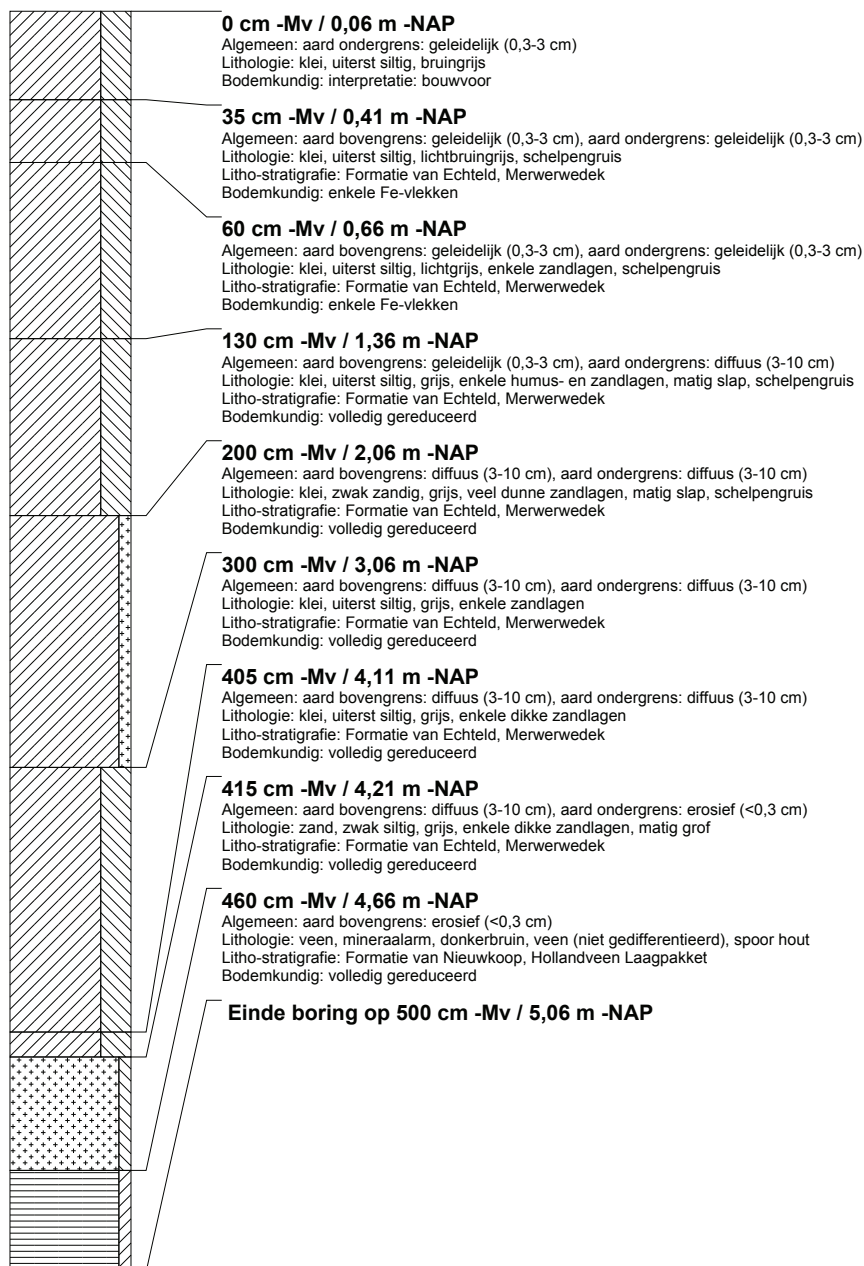 0 cm -Mv / 0,06 m -NAP
Algemeen: aard ondergrens: geleidelijk (0,3-3 cm)
Lithologie: klei, uiterst siltig, bruingrijs
Bodemkundig: interpretatie: bouwvoor
35 cm -Mv / 0,41 m -NAP
Algemeen: aard bovengrens: geleidelijk (0,3-3 cm), aard ondergrens: geleidelijk (0,3-3 cm)
Lithologie: klei, uiterst siltig, lichtbruingrijs, schelpengruis
Litho-stratigrafie: Formatie van Echteld, Merwerwedek
Bodemkundig: enkele Fe-vlekken
60 cm -Mv / 0,66 m -NAP
Algemeen: aard bovengrens: geleidelijk (0,3-3 cm), aard ondergrens: geleidelijk (0,3-3 cm)
Lithologie: klei, uiterst siltig, lichtgrijs, enkele zandlagen, schelpengruis
Litho-stratigrafie: Formatie van Echteld, Merwerwedek
Bodemkundig: enkele Fe-vlekken
130 cm -Mv / 1,36 m -NAP
Algemeen: aard bovengrens: geleidelijk (0,3-3 cm), aard ondergrens: diffuus (3-10 cm)
Lithologie: klei, uiterst siltig, grijs, enkele humus- en zandlagen, matig slap, schelpengruis
Litho-stratigrafie: Formatie van Echteld, Merwerwedek
Bodemkundig: volledig gereduceerd
200 cm -Mv / 2,06 m -NAP
Algemeen: aard bovengrens: diffuus (3-10 cm), aard ondergrens: diffuus (3-10 cm)
Lithologie: klei, zwak zandig, grijs, veel dunne zandlagen, matig slap, schelpengruis
Litho-stratigrafie: Formatie van Echteld, Merwerwedek
Bodemkundig: volledig gereduceerd
300 cm -Mv / 3,06 m -NAP
Algemeen: aard bovengrens: diffuus (3-10 cm), aard ondergrens: diffuus (3-10 cm)
Lithologie: klei, uiterst siltig, grijs, enkele zandlagen
Litho-stratigrafie: Formatie van Echteld, Merwerwedek
Bodemkundig: volledig gereduceerd
405 cm -Mv / 4,11 m -NAP
Algemeen: aard bovengrens: diffuus (3-10 cm), aard ondergrens: diffuus (3-10 cm)
Lithologie: klei, uiterst siltig, grijs, enkele dikke zandlagen
Litho-stratigrafie: Formatie van Echteld, Merwerwedek
Bodemkundig: volledig gereduceerd
415 cm -Mv / 4,21 m -NAP
Algemeen: aard bovengrens: diffuus (3-10 cm), aard ondergrens: erosief (<0,3 cm)
Lithologie: zand, zwak siltig, grijs, enkele dikke zandlagen, matig grof
Litho-stratigrafie: Formatie van Echteld, Merwerwedek
Bodemkundig: volledig gereduceerd
460 cm -Mv / 4,66 m -NAP
Algemeen: aard bovengrens: erosief (<0,3 cm)
Lithologie: veen, mineraalarm, donkerbruin, veen (niet gedifferentieerd), spoor hout
Litho-stratigrafie: Formatie van Nieuwkoop, Hollandveen Laagpakket
Bodemkundig: volledig gereduceerd
Einde boring op 500 cm -Mv / 5,06 m -NAP